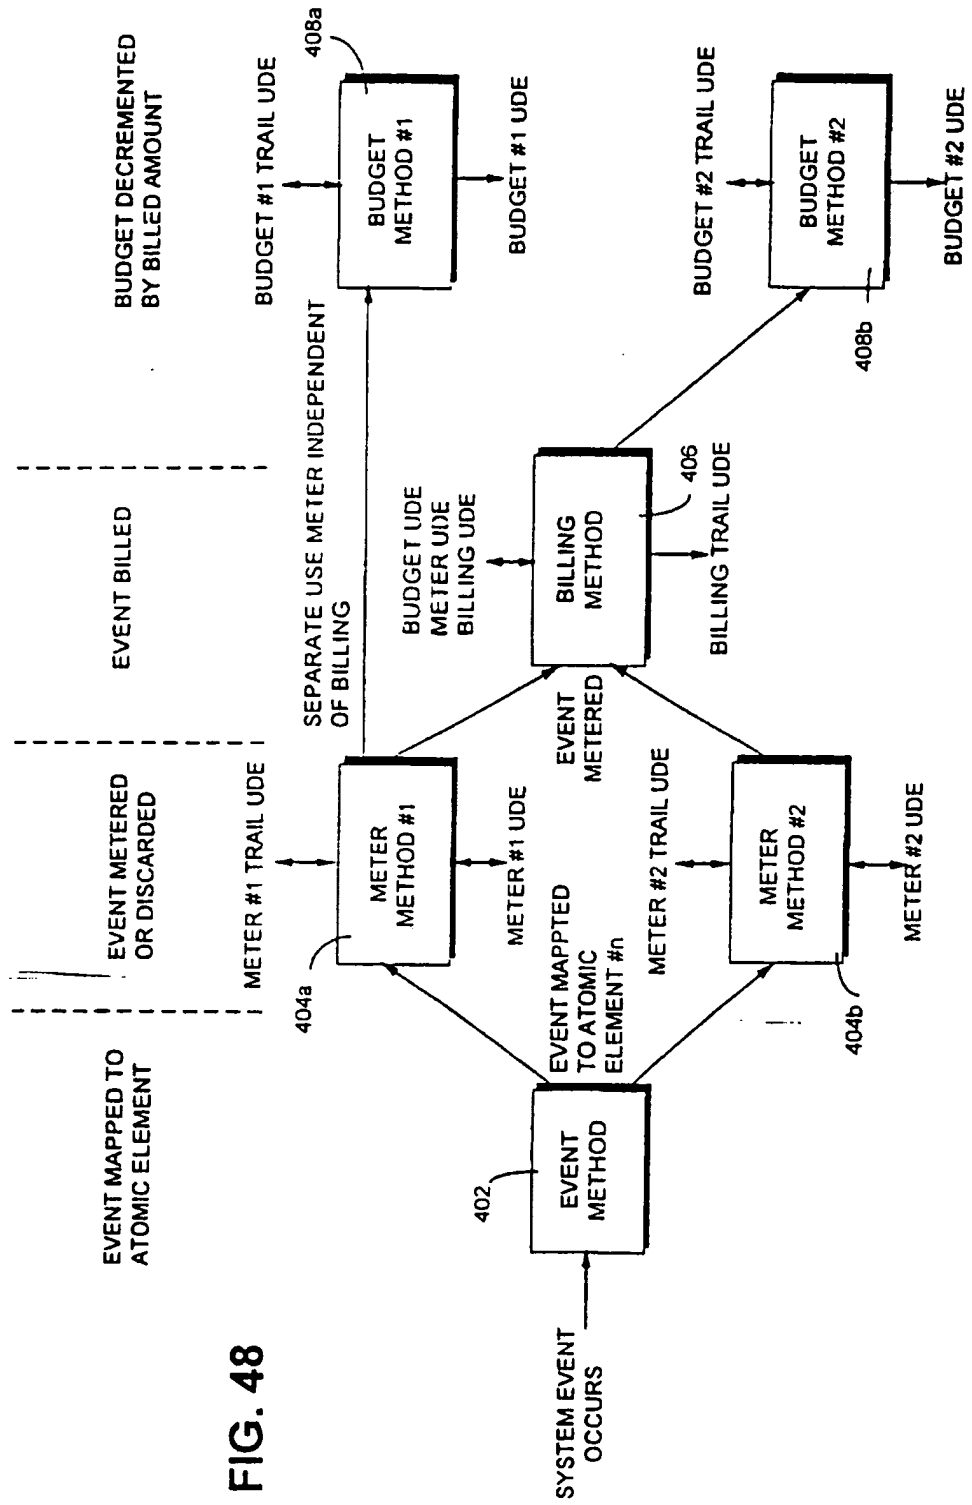 FIG. 48
EVENT MAPPED TO
ATOMIC ELEMENT
EVENT METERED
OR DISCARDED
EVENT BILLED
BUDGET DECREMENTED
BY BILLED AMOUNT
SYSTEM EVENT
OCCURS
402
EVENT
METHOD
EVENT MAPPTED
TO ATOMIC
ELEMENT #n
METER #1 TRAIL UDE
404a
METER
METHOD #1
METER #1 UDE
METER #2 TRAIL UDE
404b
METER
METHOD #2
METER #2 UDE
SEPARATE USE METER INDEPENDENT
OF BILLING
EVENT
METERED
BUDGET UDE
METER UDE
BILLING UDE
BILLING
METHOD
406
BILLING TRAIL UDE
BUDGET #1 TRAIL UDE
408a
BUDGET
METHOD #1
BUDGET #1 UDE
BUDGET #2 TRAIL UDE
408b
BUDGET
METHOD #2
BUDGET #2 UDE